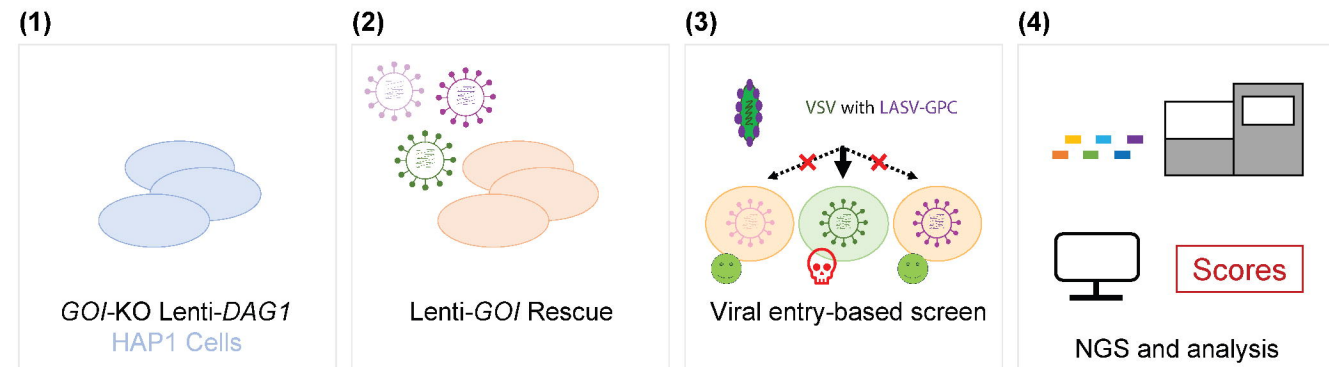 (1)
GOI-KO Lenti-DAG1
HAP1 Cells
(2)
Lenti-GOI Rescue
(3)
VSV with LASV-GPC
Viral entry-based screen
(4)
Scores
NGS and analysis